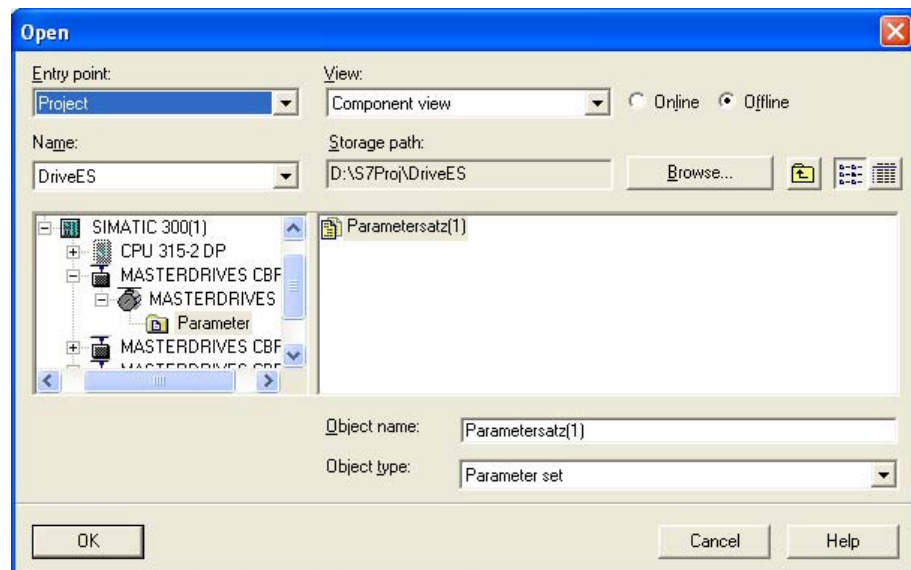 Open
Entry point:
View:
Project
Component view
Online
Offline
Name:
Storage path:
DriveES
D:\S7Proj\DriveES
Browse...
SIMATIC 300(1)
Parametersatz(1)
CPU 315-2 DP
MASTERDRIVES CBF
MASTERDRIVES
Parameter
MASTERDRIVES CBF
MASTERDRIVES CBF
Object name:
Parametersatz(1)
Object type:
Parameter set
OK
Cancel
Help